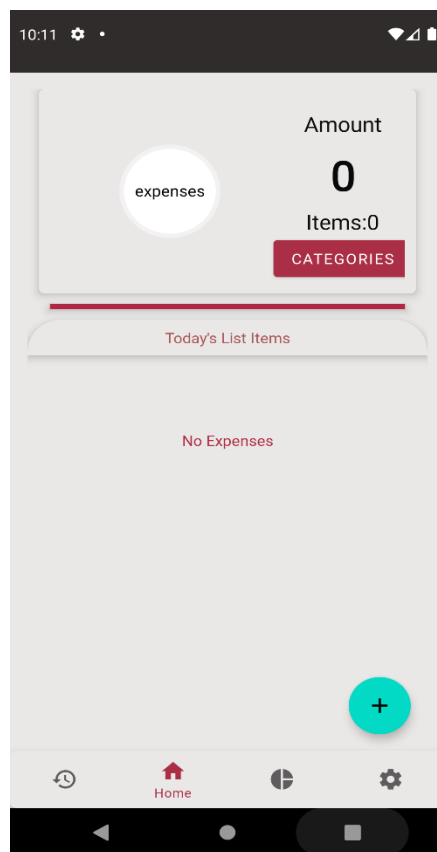 10:11
Amount
0
expenses
Items:0
CATEGORIES
Today's List Items
No Expenses
+
Home